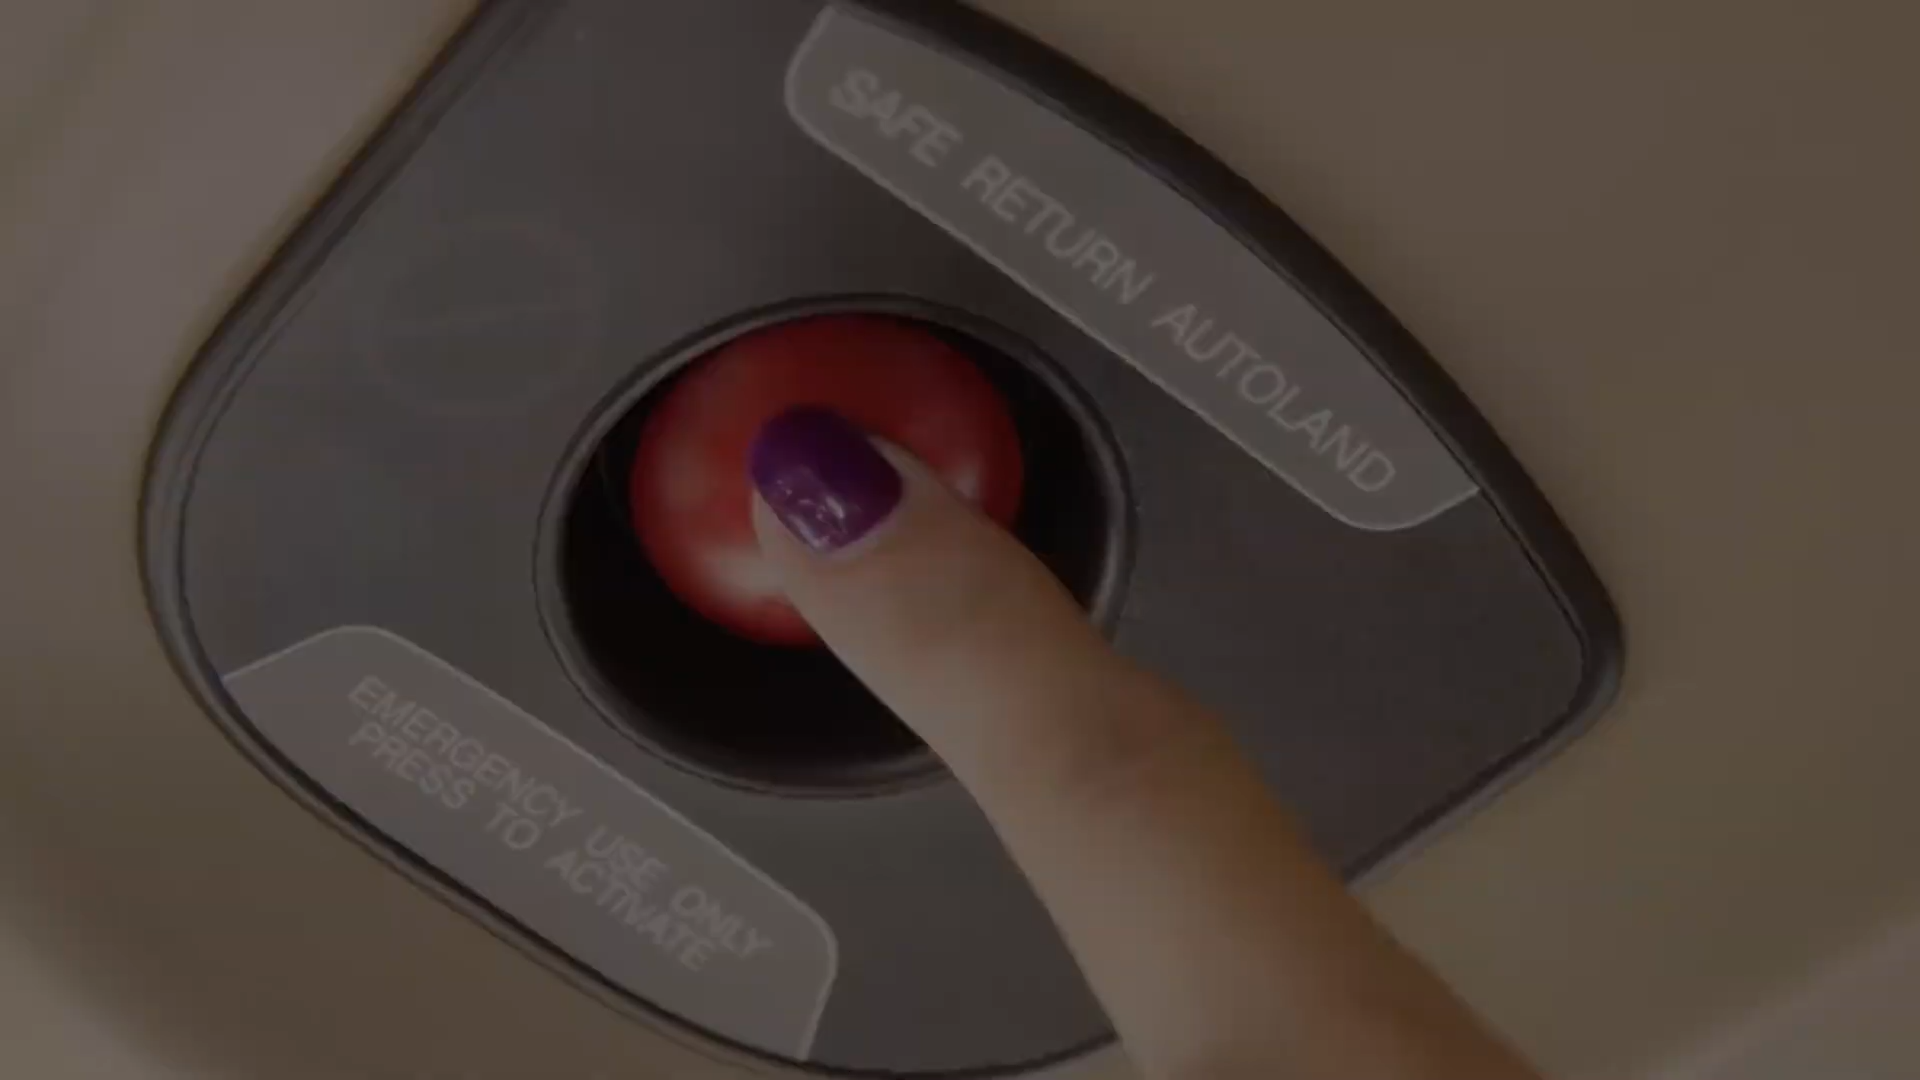 SAFE RETURN AUTOLAND
EMERGENCY USE ONLY
PRESS TO ACTIVATE